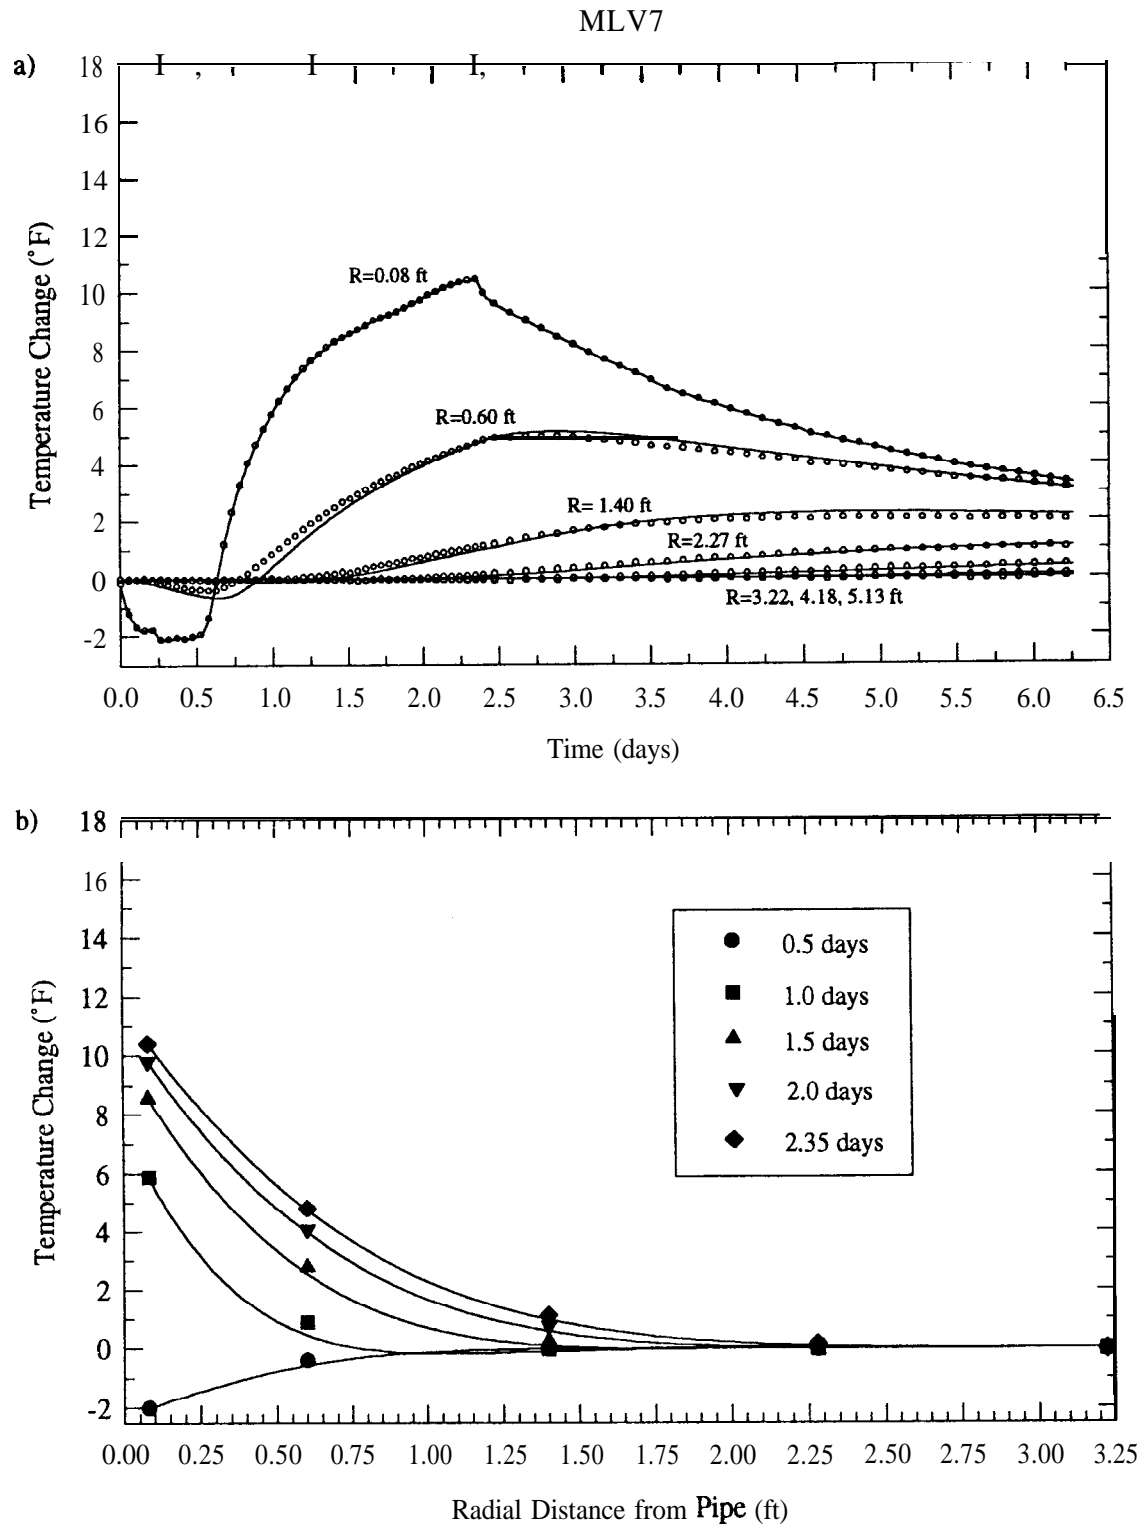 MLV7
a)
18
16
14
12
10
8
6
4
2
0
-2
Temperature Change (°F)
R=0.08 ft
R=0.60 ft
R= 1.40 ft
R=2.27 ft
R=3.22, 4.18, 5.13 ft
0.0 0.5 1.0 1.5 2.0 2.5 3.0 3.5 4.0 4.5 5.0 5.5 6.0 6.5
Time (days)
b)
18
16
14
12
10
8
6
4
2
0
-2
Temperature Change (°F)
0.5 days
1.0 days
1.5 days
2.0 days
2.35 days
0.00 0.25 0.50 0.75 1.00 1.25 1.50 1.75 2.00 2.25 2.50 2.75 3.00 3.25
Radial Distance from Pipe (ft)